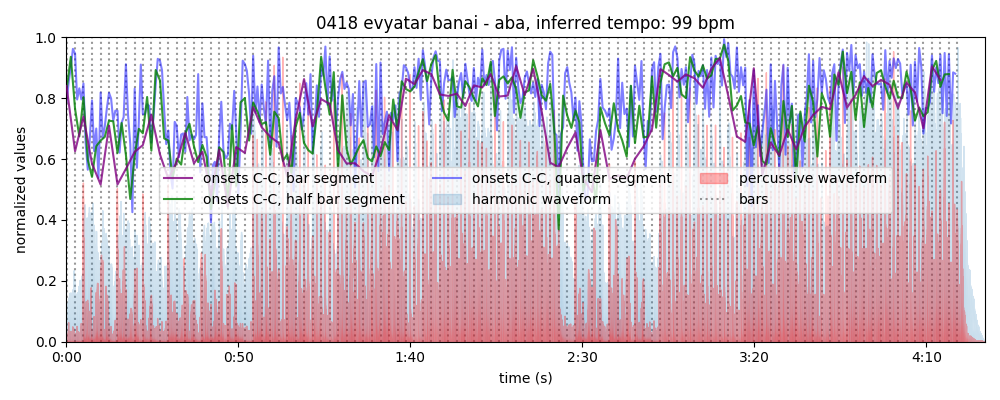 0418 evyatar banai - aba, inferred tempo: 99 bpm
normalized values
1.0
0.8
0.6
0.4
0.2
0.0
onsets C-C, bar segment
onsets C-C, half bar segment
onsets C-C, quarter segment
harmonic waveform
percussive waveform
bars
0:00 0:50 1:40 2:30 3:20 4:10
time (s)